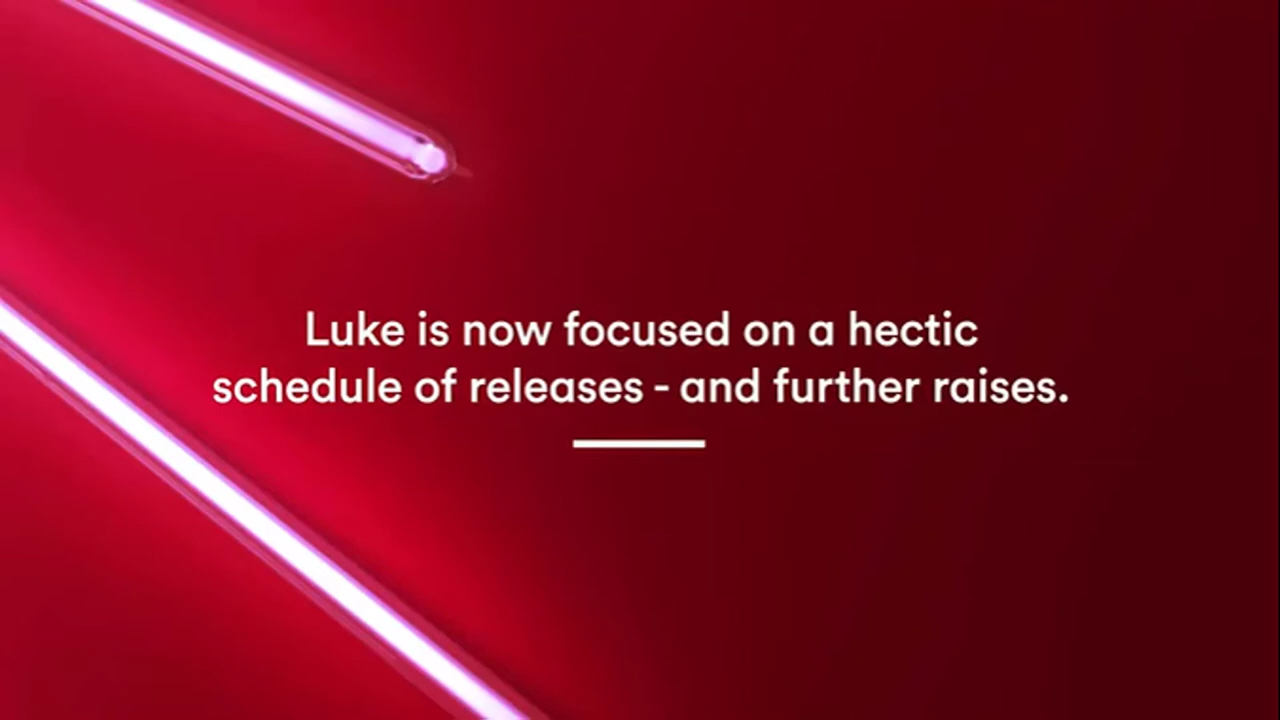 Luke is now focused on a hectic
schedule of releases - and further raises.